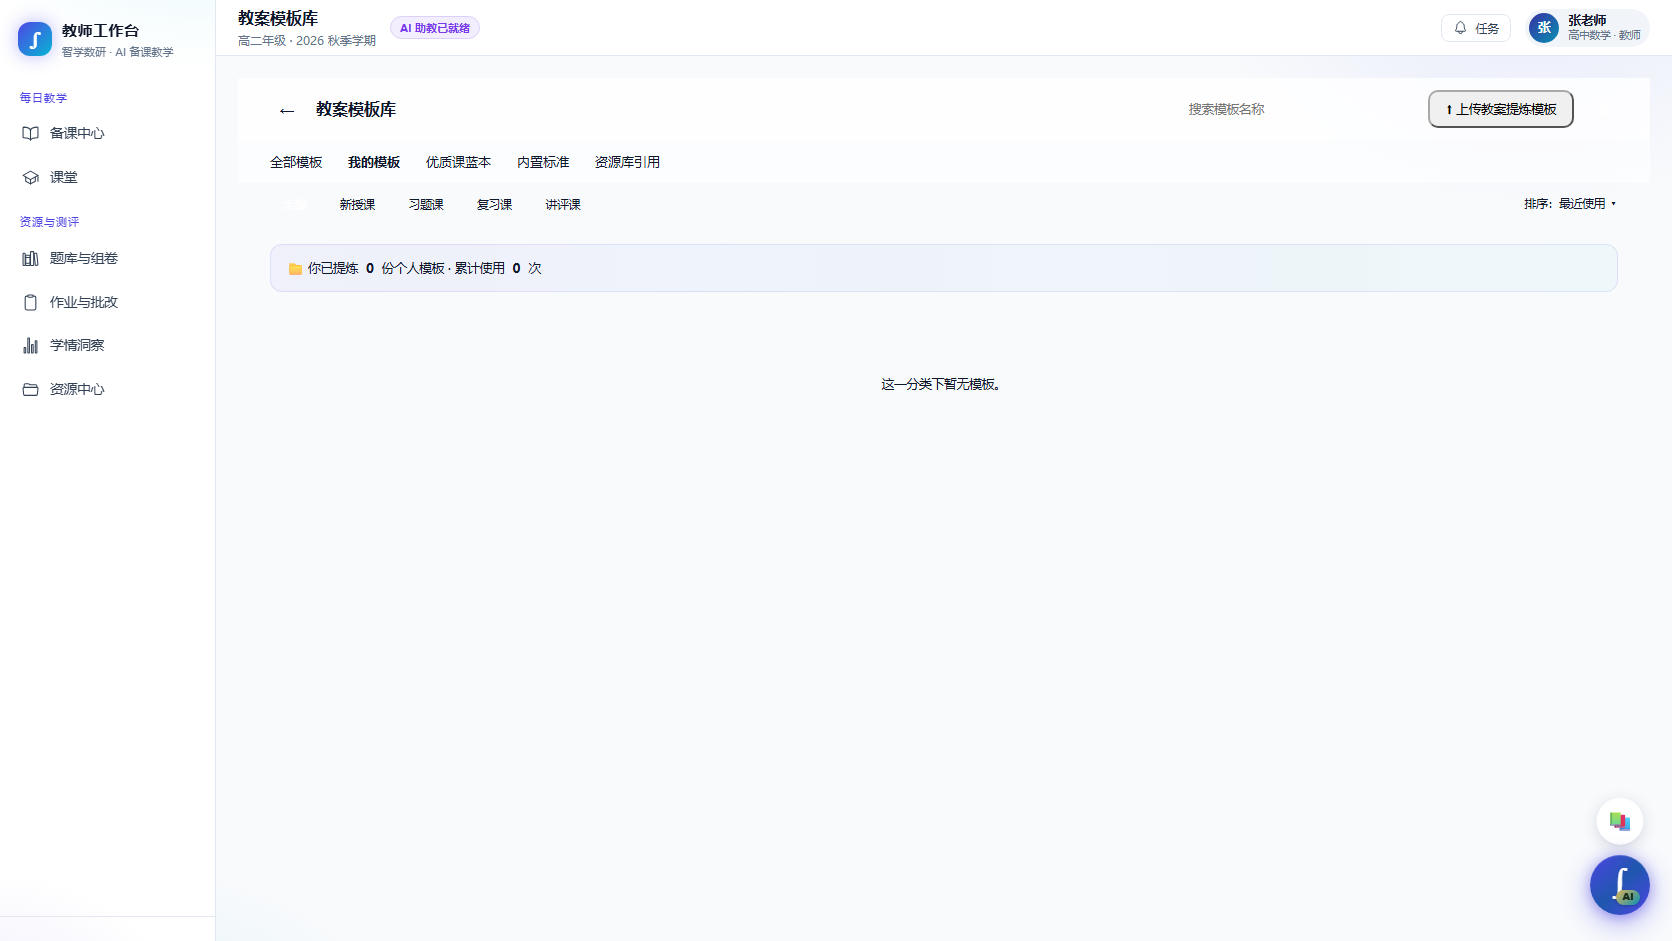 教师工作台
智学数研 · AI 备课教学
每日教学
备课中心
课堂
资源与测评
题库与组卷
作业与批改
学情洞察
资源中心
教案模板库
高二年级 · 2026 秋季学期
AI 助教已就绪
任务
张
张老师
高中数学 · 教师
← 教案模板库
搜索模板名称
⬆ 上传教案提炼模板
全部模板 我的模板 优质课蓝本 内置标准 资源库引用
新授课 习题课 复习课 讲评课
排序：最近使用 ▾
你已提炼 0 份个人模板 · 累计使用 0 次
这一分类下暂无模板。
AI